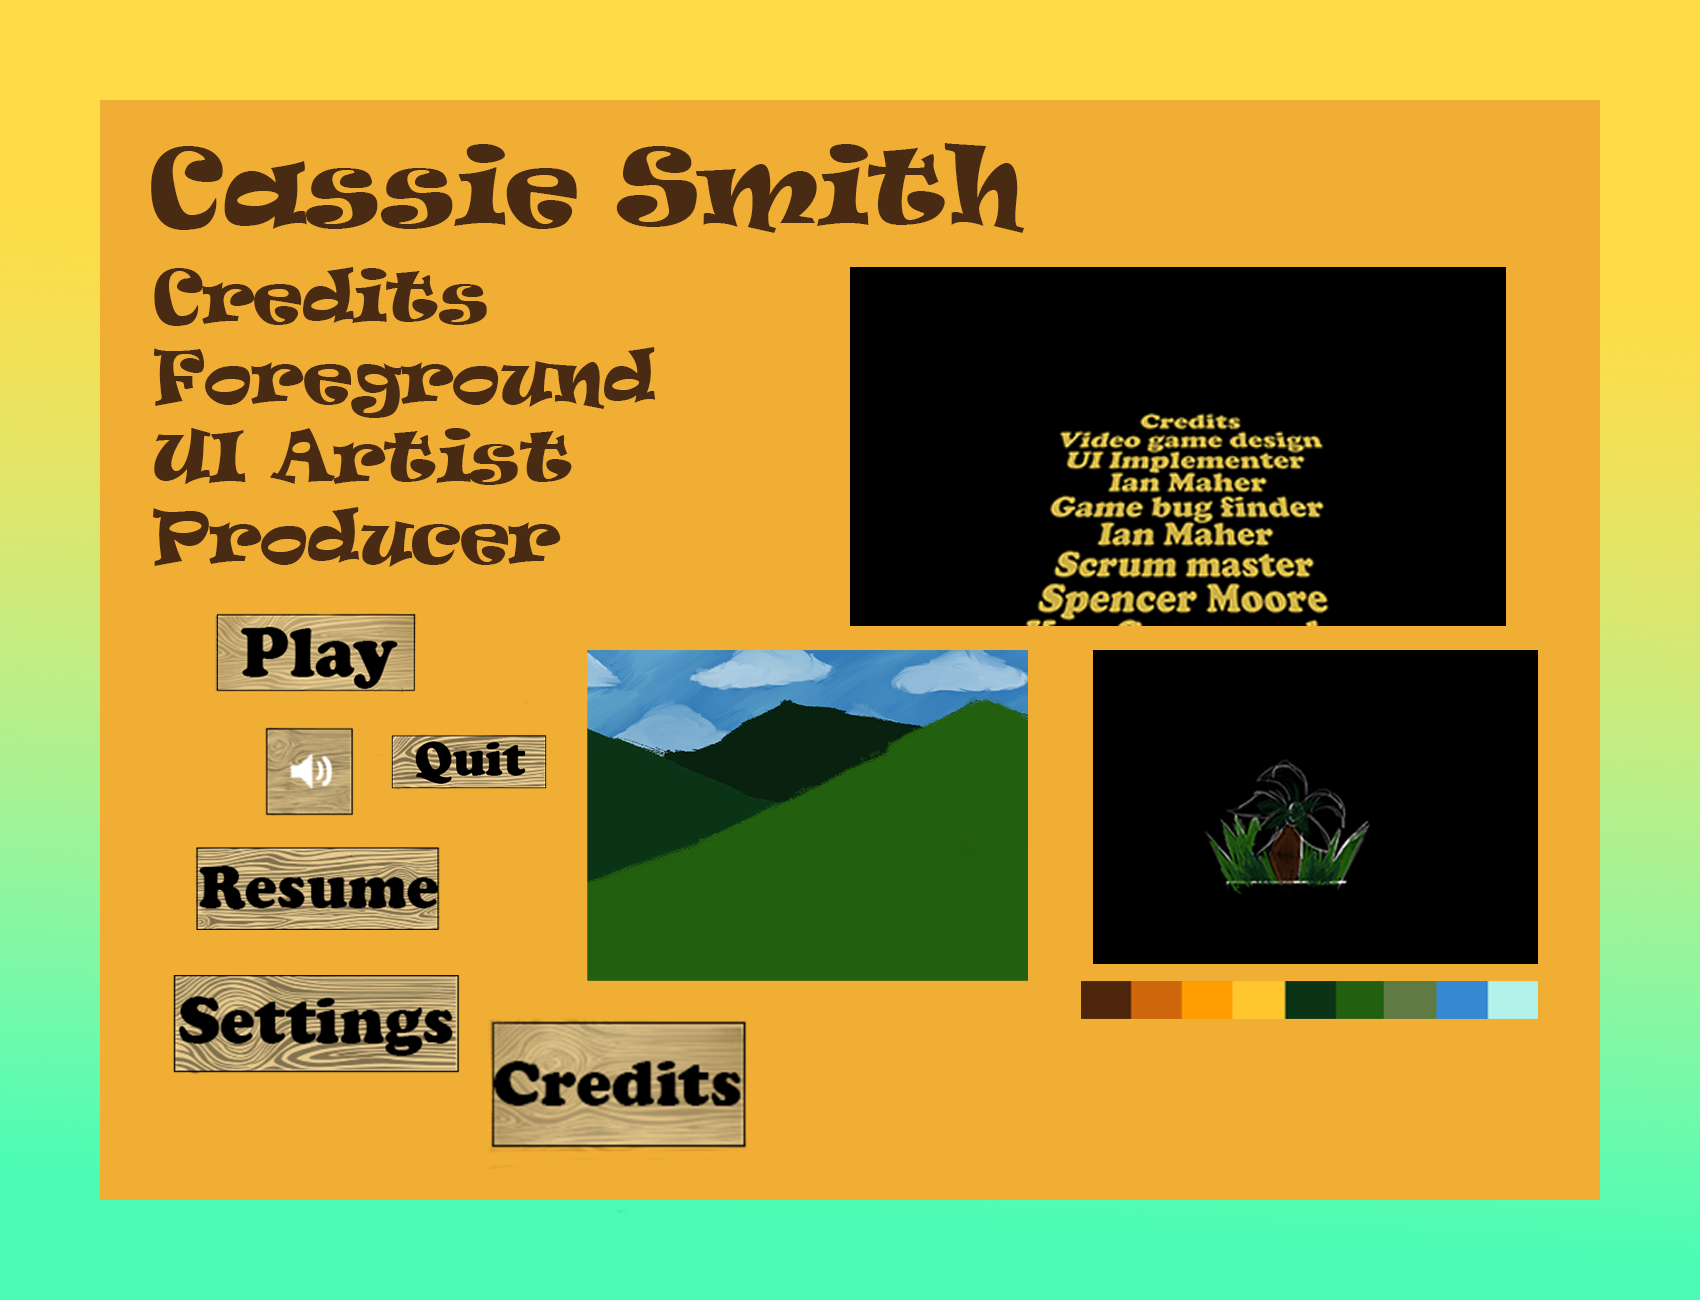 Cassie Smith
Credits
Foreground
UI Artist
Producer
Credits
Video game design
UI Implementer
Ian Maher
Game bug finder
Ian Maher
Scrum master
Spencer Moore
Play
Quit
Resume
Settings
Credits